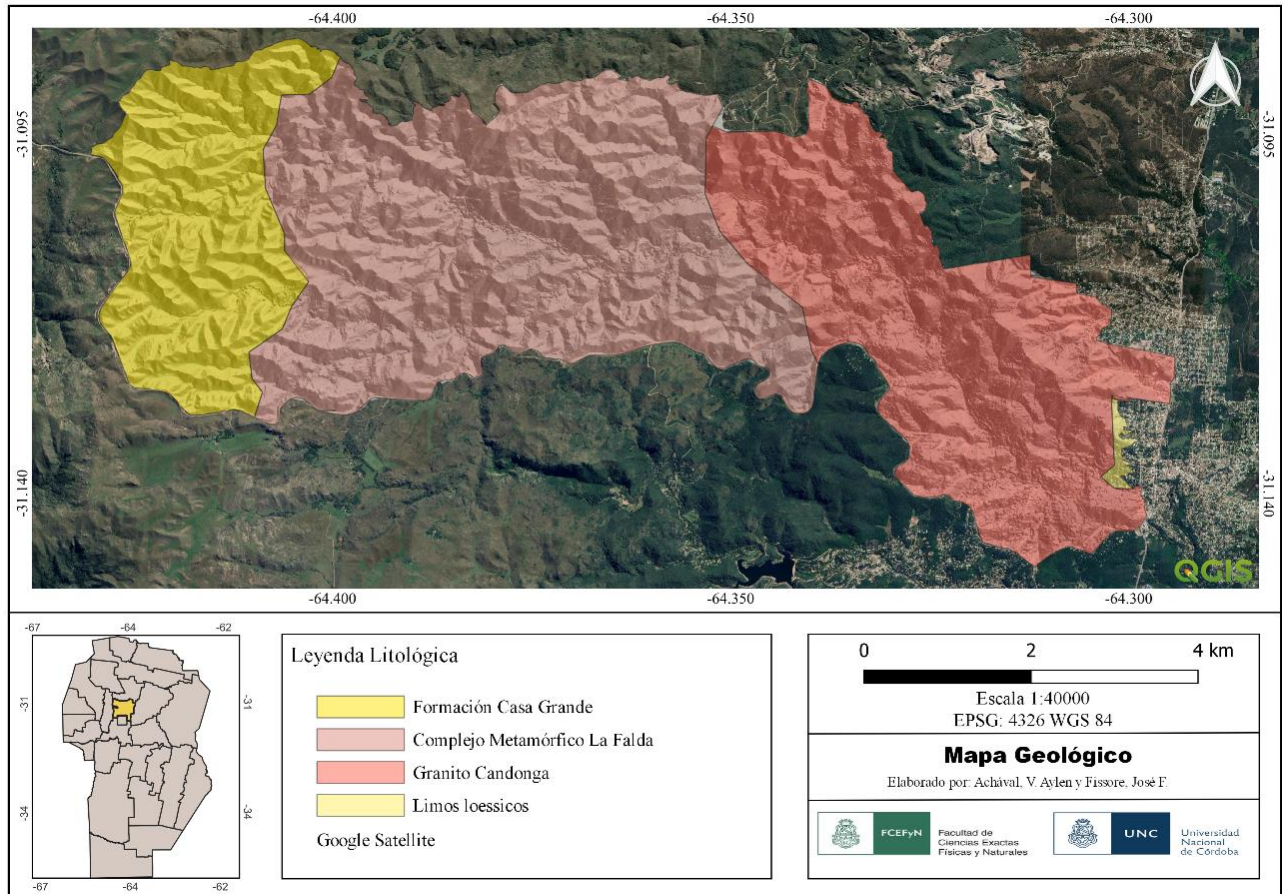 -64.400 -64.350 -64.300
-31.095 -31.095
-31.140 -31.140
QGIS
-64.400 -64.350 -64.300
-67 -64 -62
-31 -31
-34 -34
-67 -64 -62
Leyenda Litológica
Formación Casa Grande
Complejo Metamórfico La Falda
Granito Candonga
Limos loessicos
Google Satellite
0 2 4 km
Escala 1:40000
EPSG: 4326 WGS 84
Mapa Geológico
Elaborado por: Achával, V. Aylen y Fissore, José F.
FCEFyN
Facultad de
Ciencias Exactas
Físicas y Naturales
UNC
Universidad
Nacional
de Córdoba